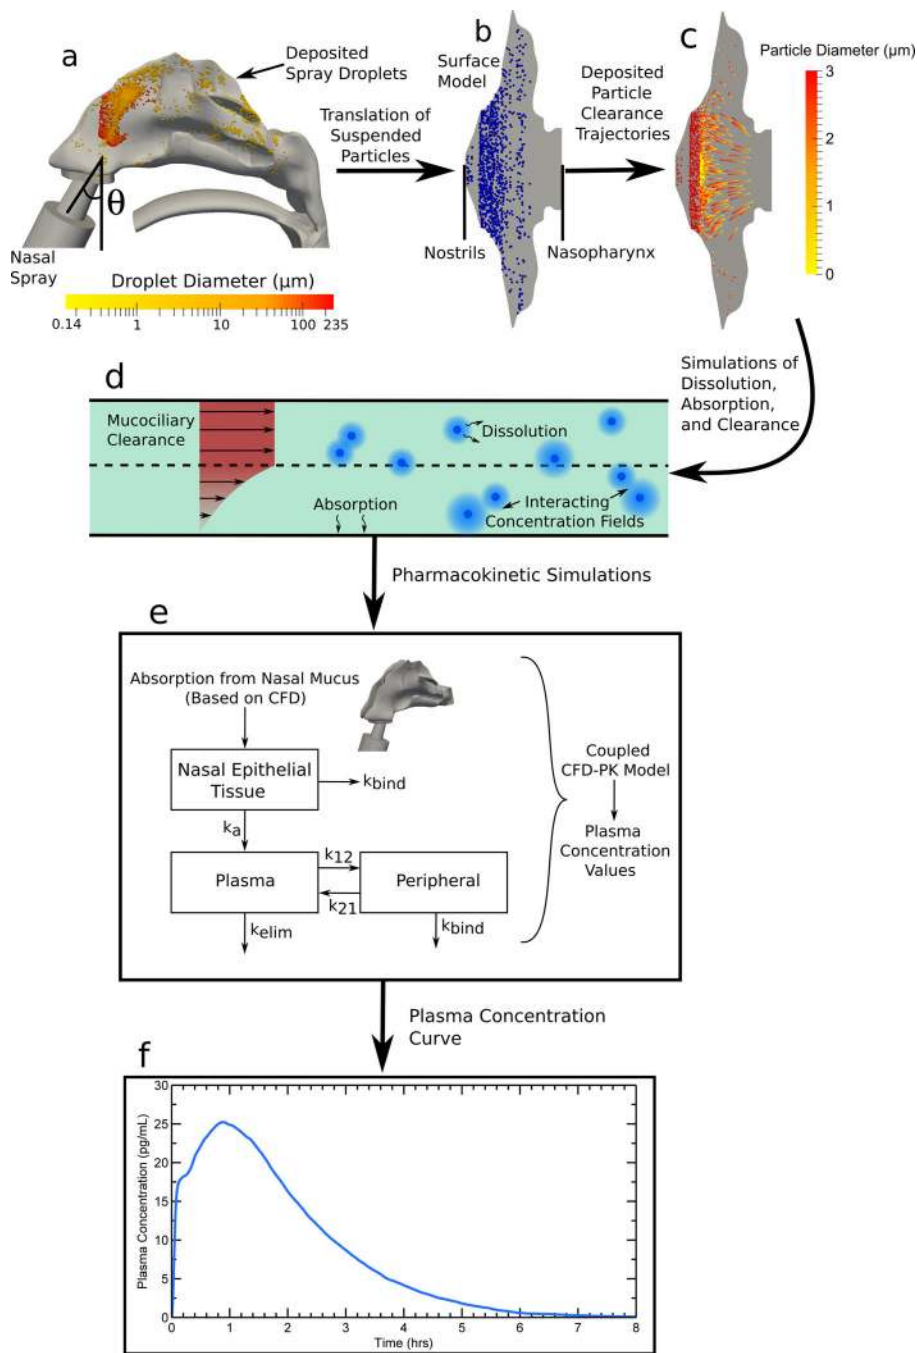 a
Deposited
Spray Droplets
Translation of
Suspended
Particles
θ
Nasal
Spray
Droplet Diameter (μm)
0.14 1 10 100 235
b
Surface
Model
Nostrils
Nasopharynx
Deposited
Particle
Clearance
Trajectories
c
Particle Diameter (μm)
3
2
1
0
Simulations of
Dissolution,
Absorption,
and Clearance
d
Mucociliary
Clearance
Dissolution
Absorption
Interacting
Concentration Fields
Pharmacokinetic Simulations
e
Absorption from Nasal Mucus
(Based on CFD)
Nasal Epithelial
Tissue
kbind
ka
k12
Plasma
Peripheral
k21
kelim
kbind
Coupled
CFD-PK Model
Plasma
Concentration
Values
Plasma Concentration
Curve
f
Plasma Concentration (pg/mL)
30
25
20
15
10
5
0
0 1 2 3 4 5 6 7 8
Time (hrs)